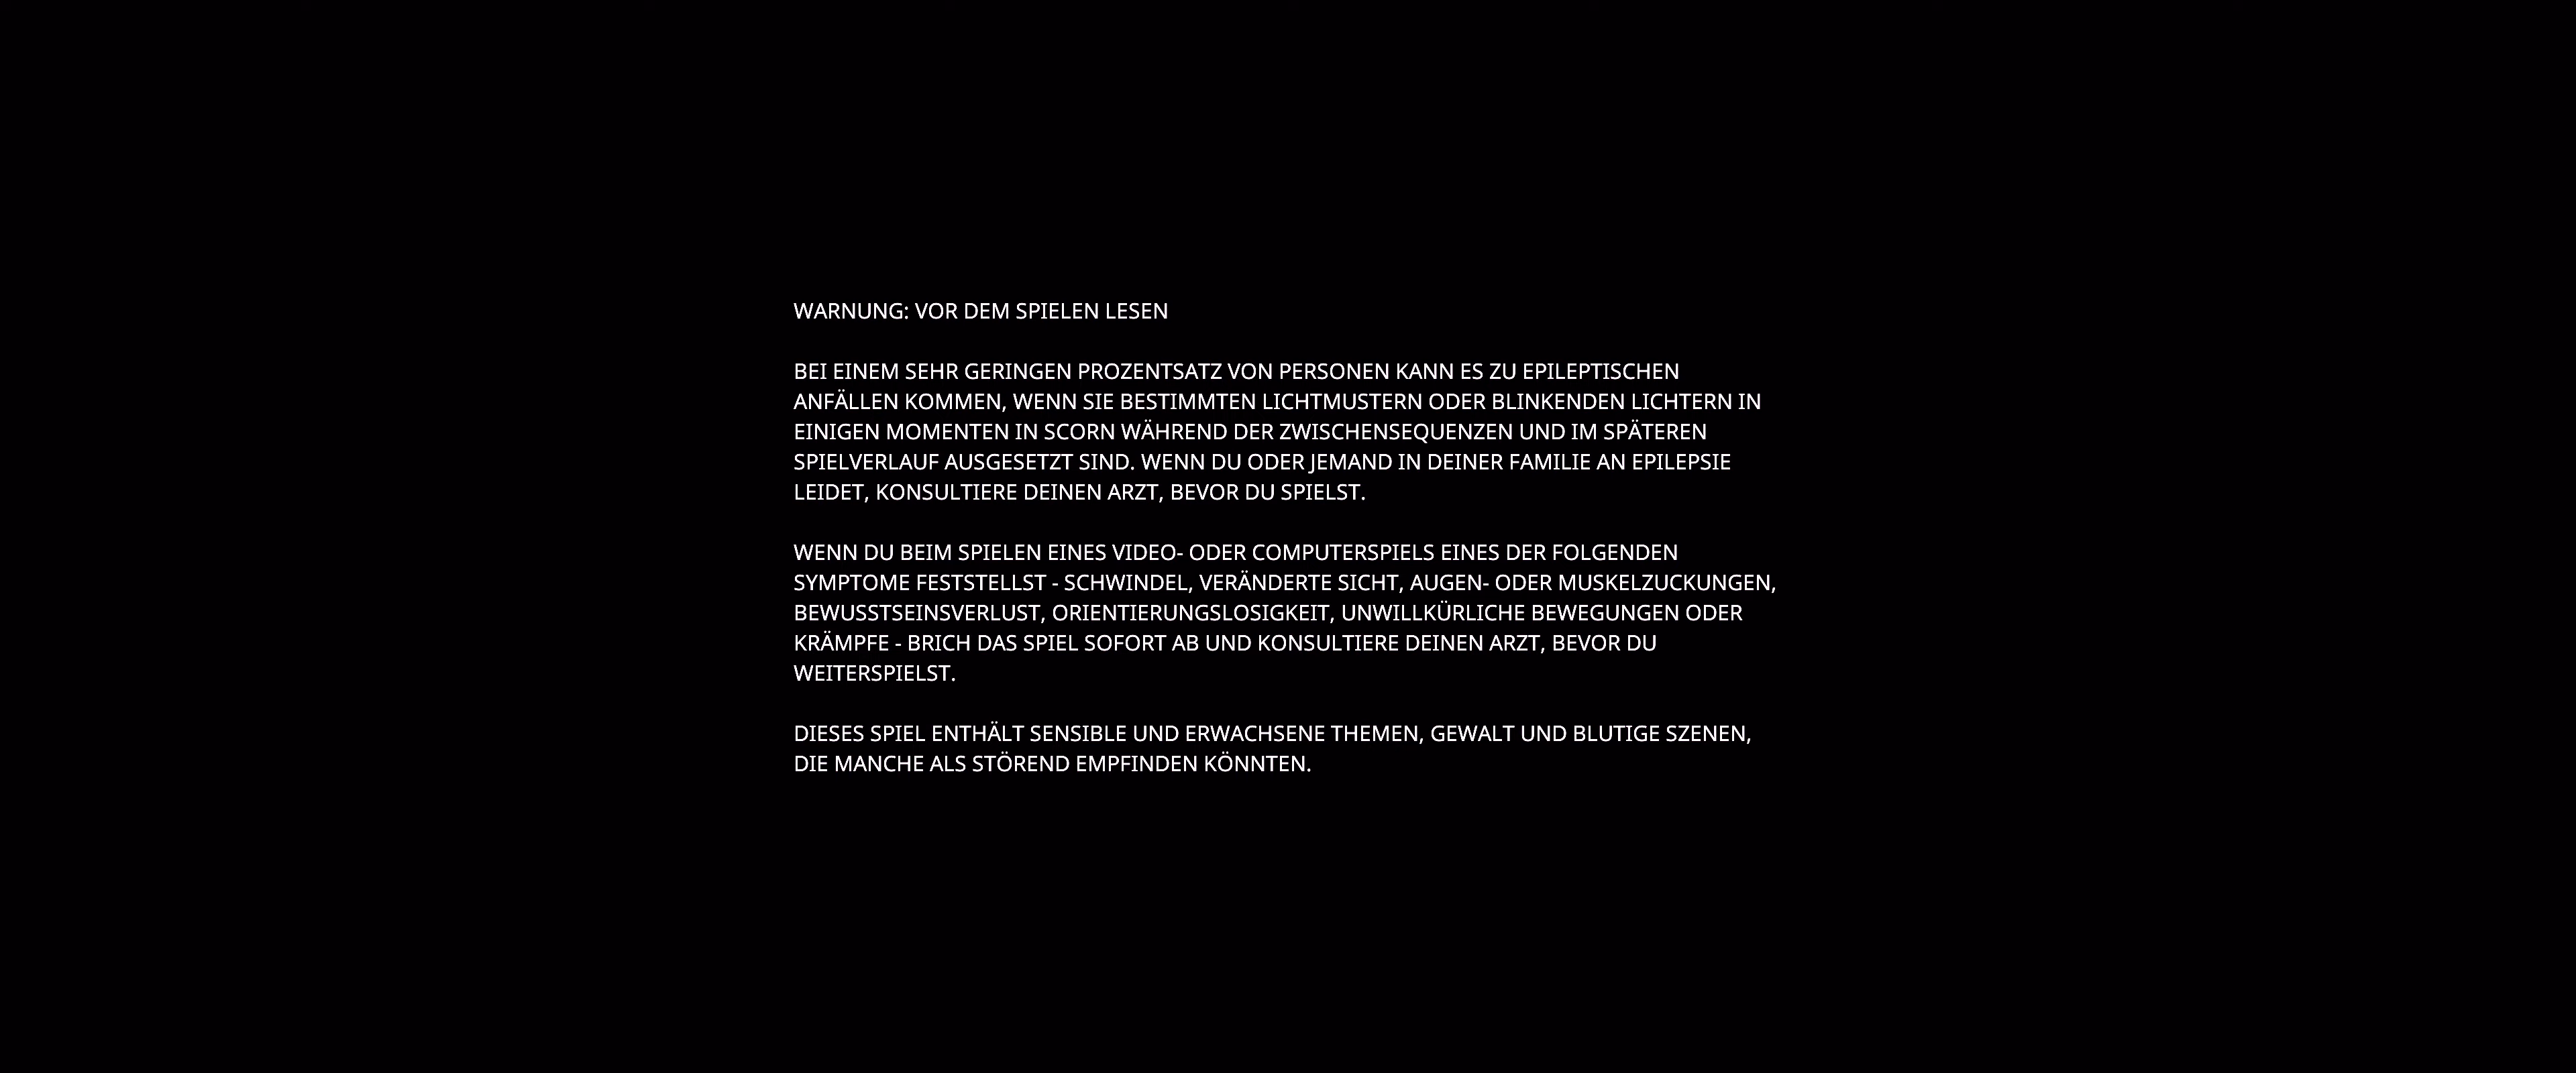 WARNUNG: VOR DEM SPIELEN LESEN
BEI EINEM SEHR GERINGEN PROZENTSATZ VON PERSONEN KANN ES ZU EPILEPTISCHEN
ANFÄLLEN KOMMEN, WENN SIE BESTIMMTEN LICHTMUSTERN ODER BLINKENDEN LICHTERN IN
EINIGEN MOMENTEN IN SCORN WÄHREND DER ZWISCHENSEQUENZEN UND IM SPÄTEREN
SPIELVERLAUF AUSGESETZT SIND. WENN DU ODER JEMAND IN DEINER FAMILIE AN EPILEPSIE
LEIDET, KONSULTIERE DEINEN ARZT, BEVOR DU SPIELST.
WENN DU BEIM SPIELEN EINES VIDEO- ODER COMPUTERSPIELS EINES DER FOLGENDEN
SYMPTOME FESTSTELLST - SCHWINDEL, VERÄNDERTE SICHT, AUGEN- ODER MUSKELZUCKUNGEN,
BEWUSSTSEINSVERLUST, ORIENTIERUNGSLOSIGKEIT, UNWILLKÜRLICHE BEWEGUNGEN ODER
KRÄMPFE - BRICH DAS SPIEL SOFORT AB UND KONSULTIERE DEINEN ARZT, BEVOR DU
WEITERSPIELST.
DIESES SPIEL ENTHÄLT SENSIBLE UND ERWACHSENE THEMEN, GEWALT UND BLUTIGE SZENEN,
DIE MANCHE ALS STÖREND EMPFINDEN KÖNNTEN.